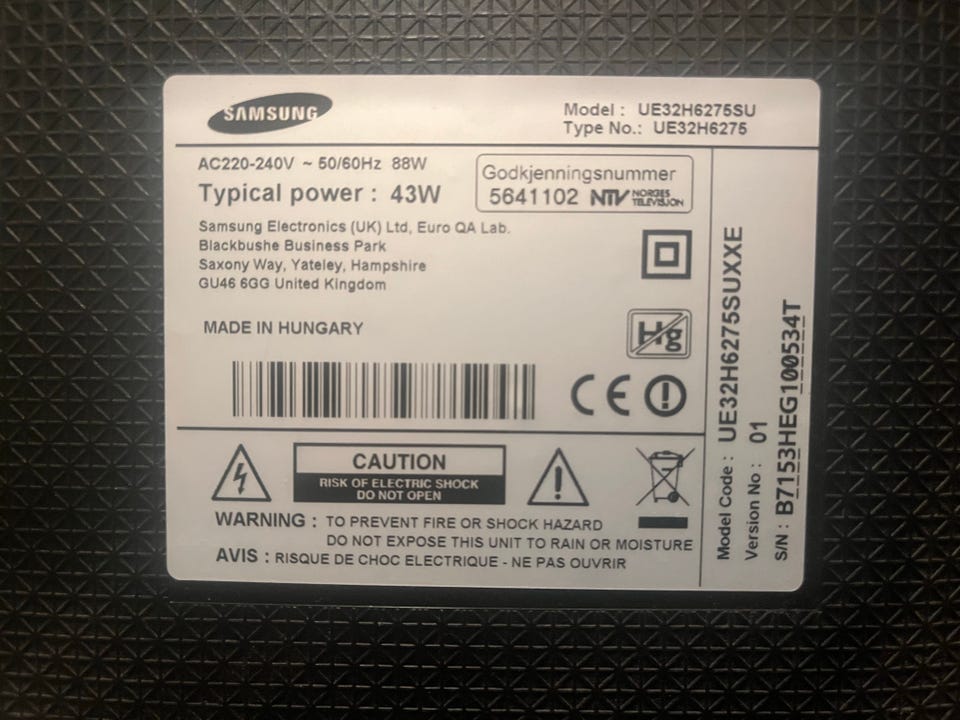 SAMSUNG
Model : UE32H6275SU
Type No.: UE32H6275
AC220-240V ~ 50/60Hz 88W
Typical power : 43W
Godkjenningsnummer
5641102 NTV NORGES TELEVISJON
Samsung Electronics (UK) Ltd, Euro QA Lab.
Blackbushe Business Park
Saxony Way, Yateley, Hampshire
GU46 6GG United Kingdom
MADE IN HUNGARY
Hg
CE
CAUTION
RISK OF ELECTRIC SHOCK
DO NOT OPEN
WARNING : TO PREVENT FIRE OR SHOCK HAZARD
DO NOT EXPOSE THIS UNIT TO RAIN OR MOISTURE
AVIS : RISQUE DE CHOC ELECTRIQUE - NE PAS OUVRIR
Model Code : UE32H6275SUXXE
Version No : 01
S/N : B7153HEG100534T